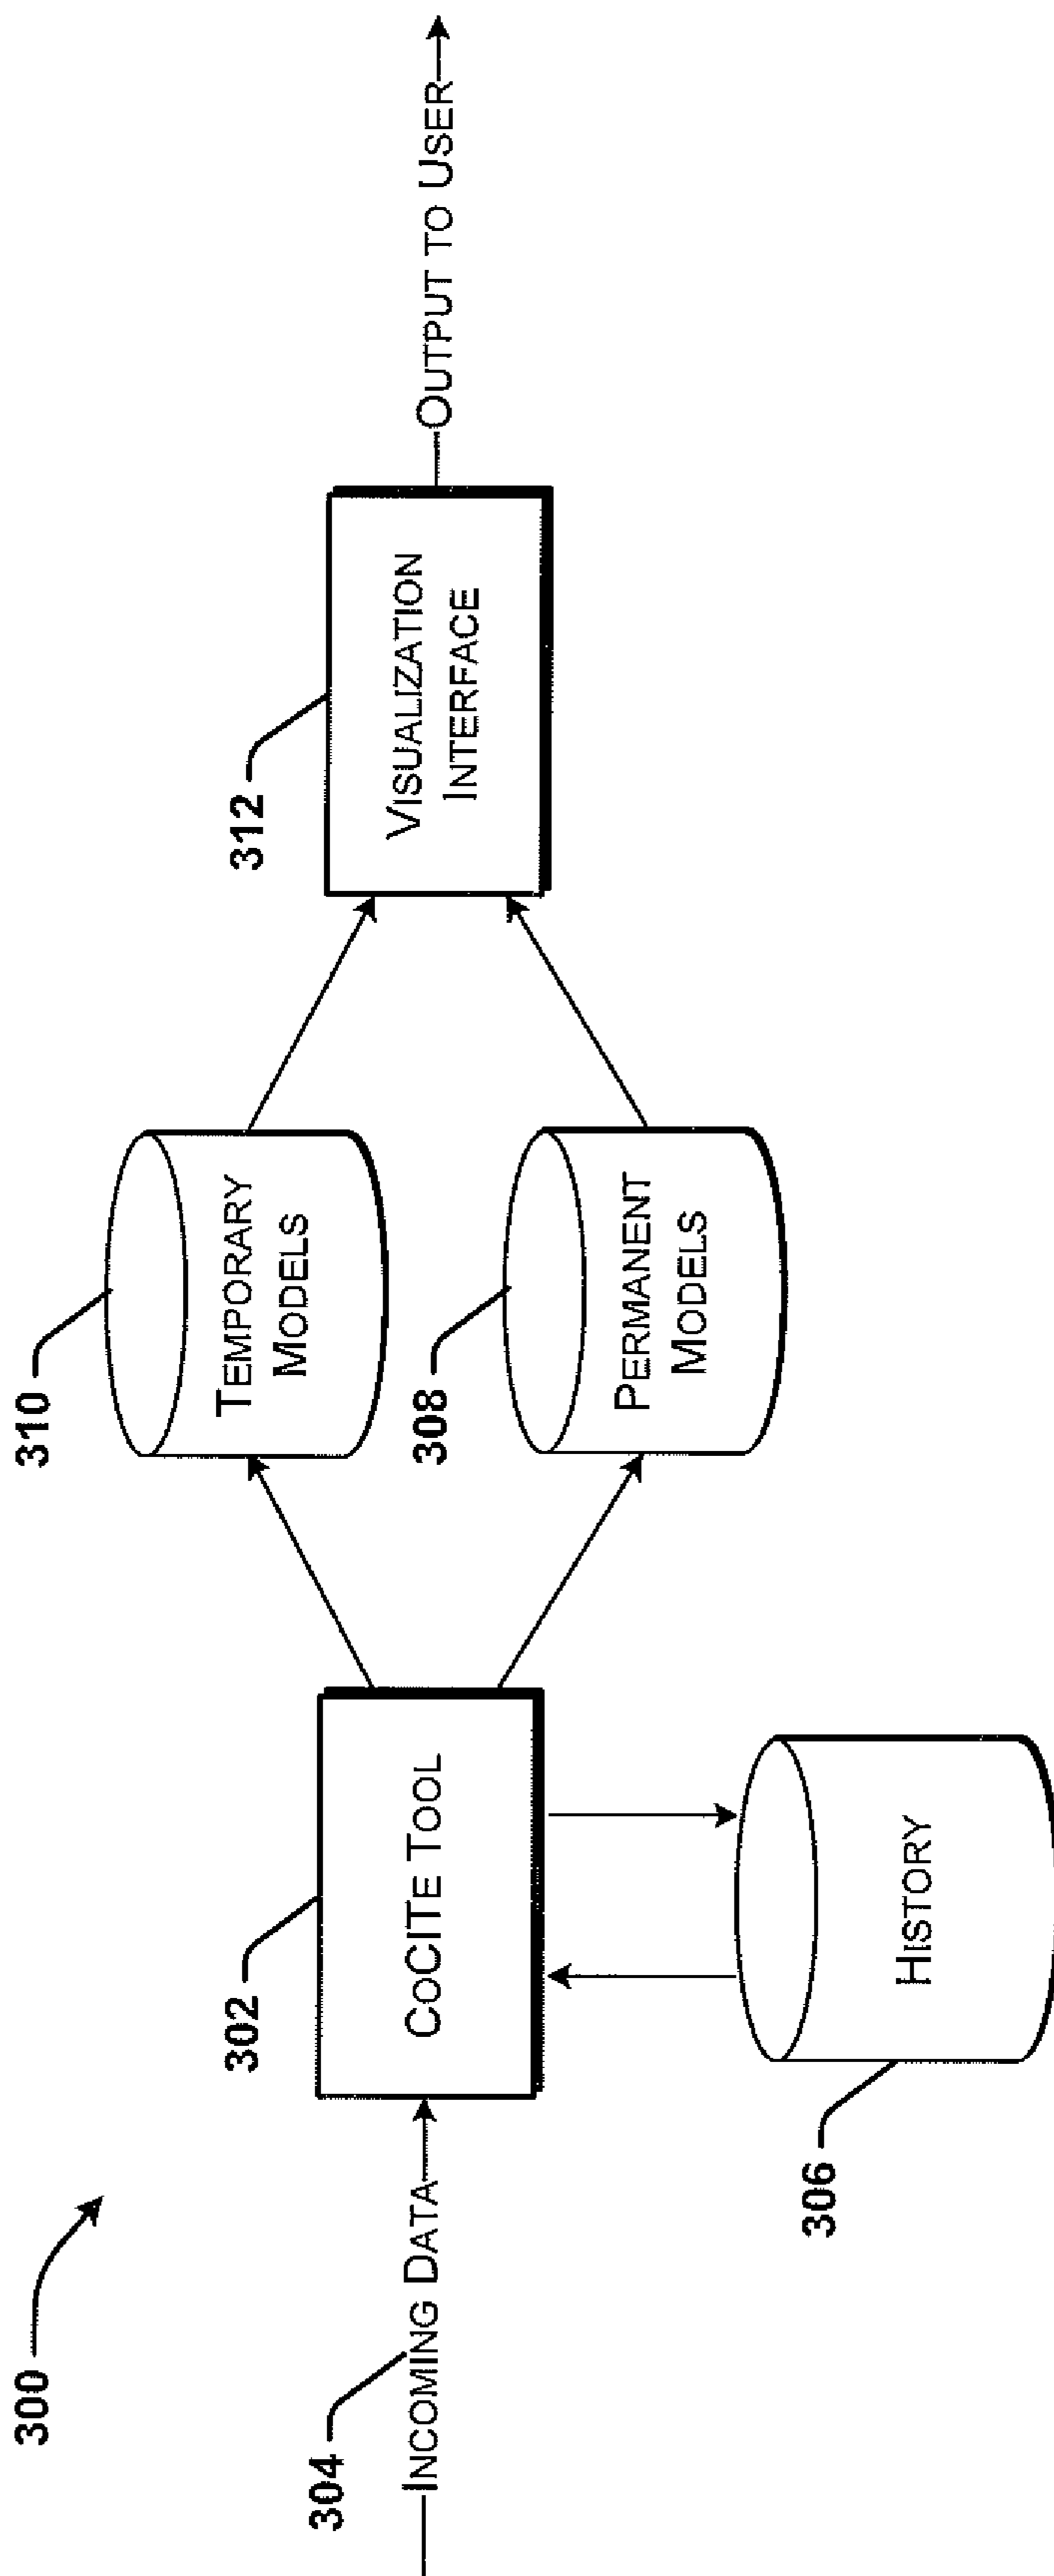 300
304
INCOMING DATA
302
COCITE TOOL
306
HISTORY
310
TEMPORARY
MODELS
308
PERMANENT
MODELS
312
VISUALIZATION
INTERFACE
OUTPUT TO USER